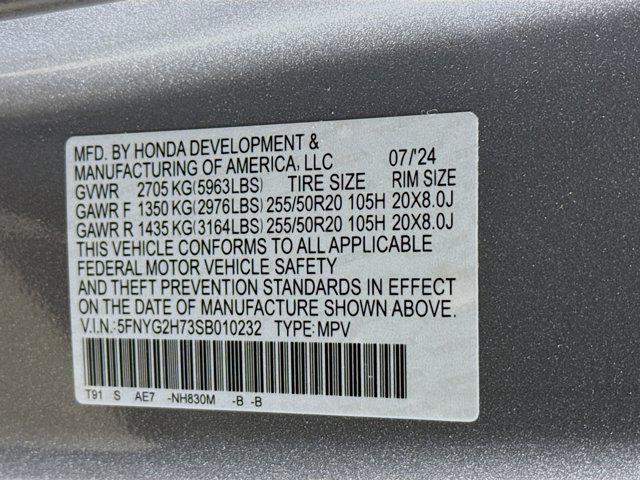 MFD. BY HONDA DEVELOPMENT &
MANUFACTURING OF AMERICA, LLC 07/'24
GVWR 2705 KG(5963LBS) TIRE SIZE RIM SIZE
GAWR F 1350 KG(2976LBS) 255/50R20 105H 20X8.0J
GAWR R 1435 KG(3164LBS) 255/50R20 105H 20X8.0J
THIS VEHICLE CONFORMS TO ALL APPLICABLE
FEDERAL MOTOR VEHICLE SAFETY
AND THEFT PREVENTION STANDARDS IN EFFECT
ON THE DATE OF MANUFACTURE SHOWN ABOVE.
V.I.N.:5FNYG2H73SB010232 TYPE:MPV
T91 S AE7 -NH830M -B -B